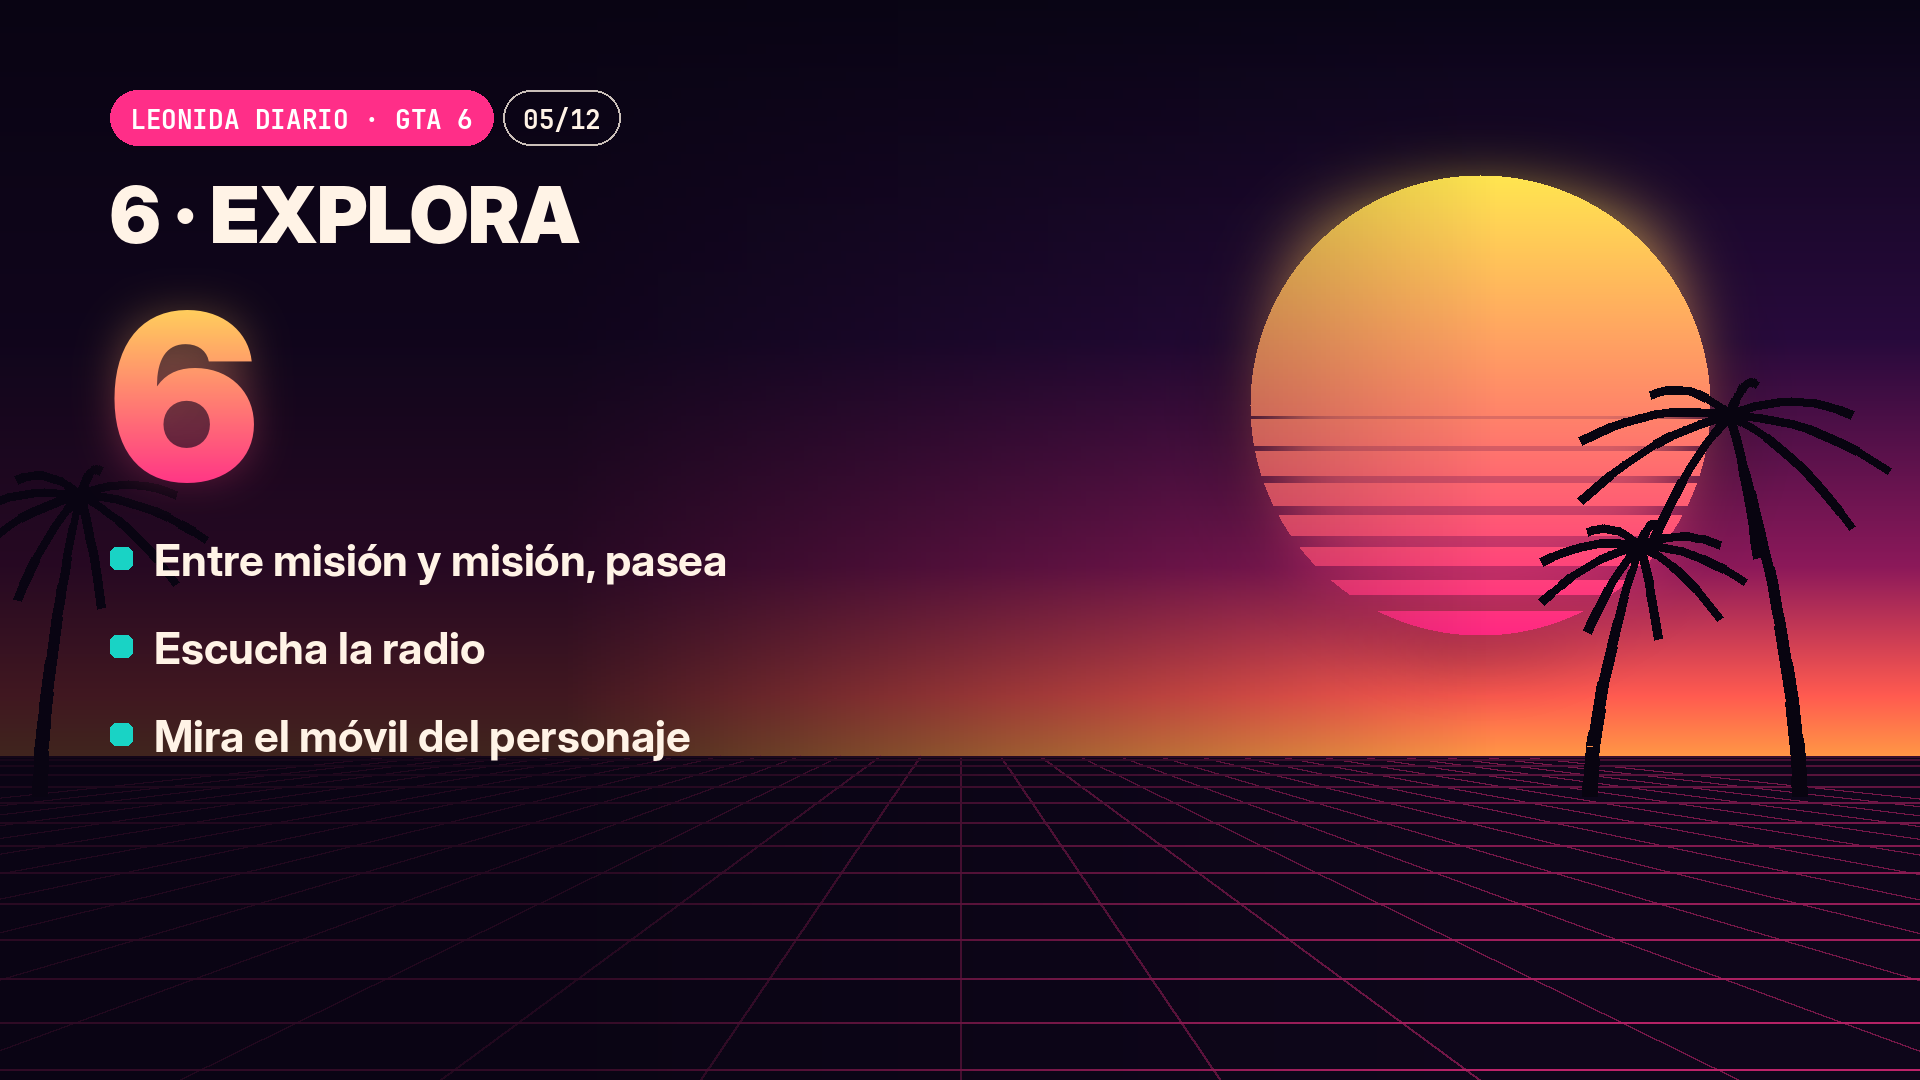 LEONIDA DIARIO · GTA 6
05/12
6 · EXPLORA
6
Entre misión y misión, pasea
Escucha la radio
Mira el móvil del personaje